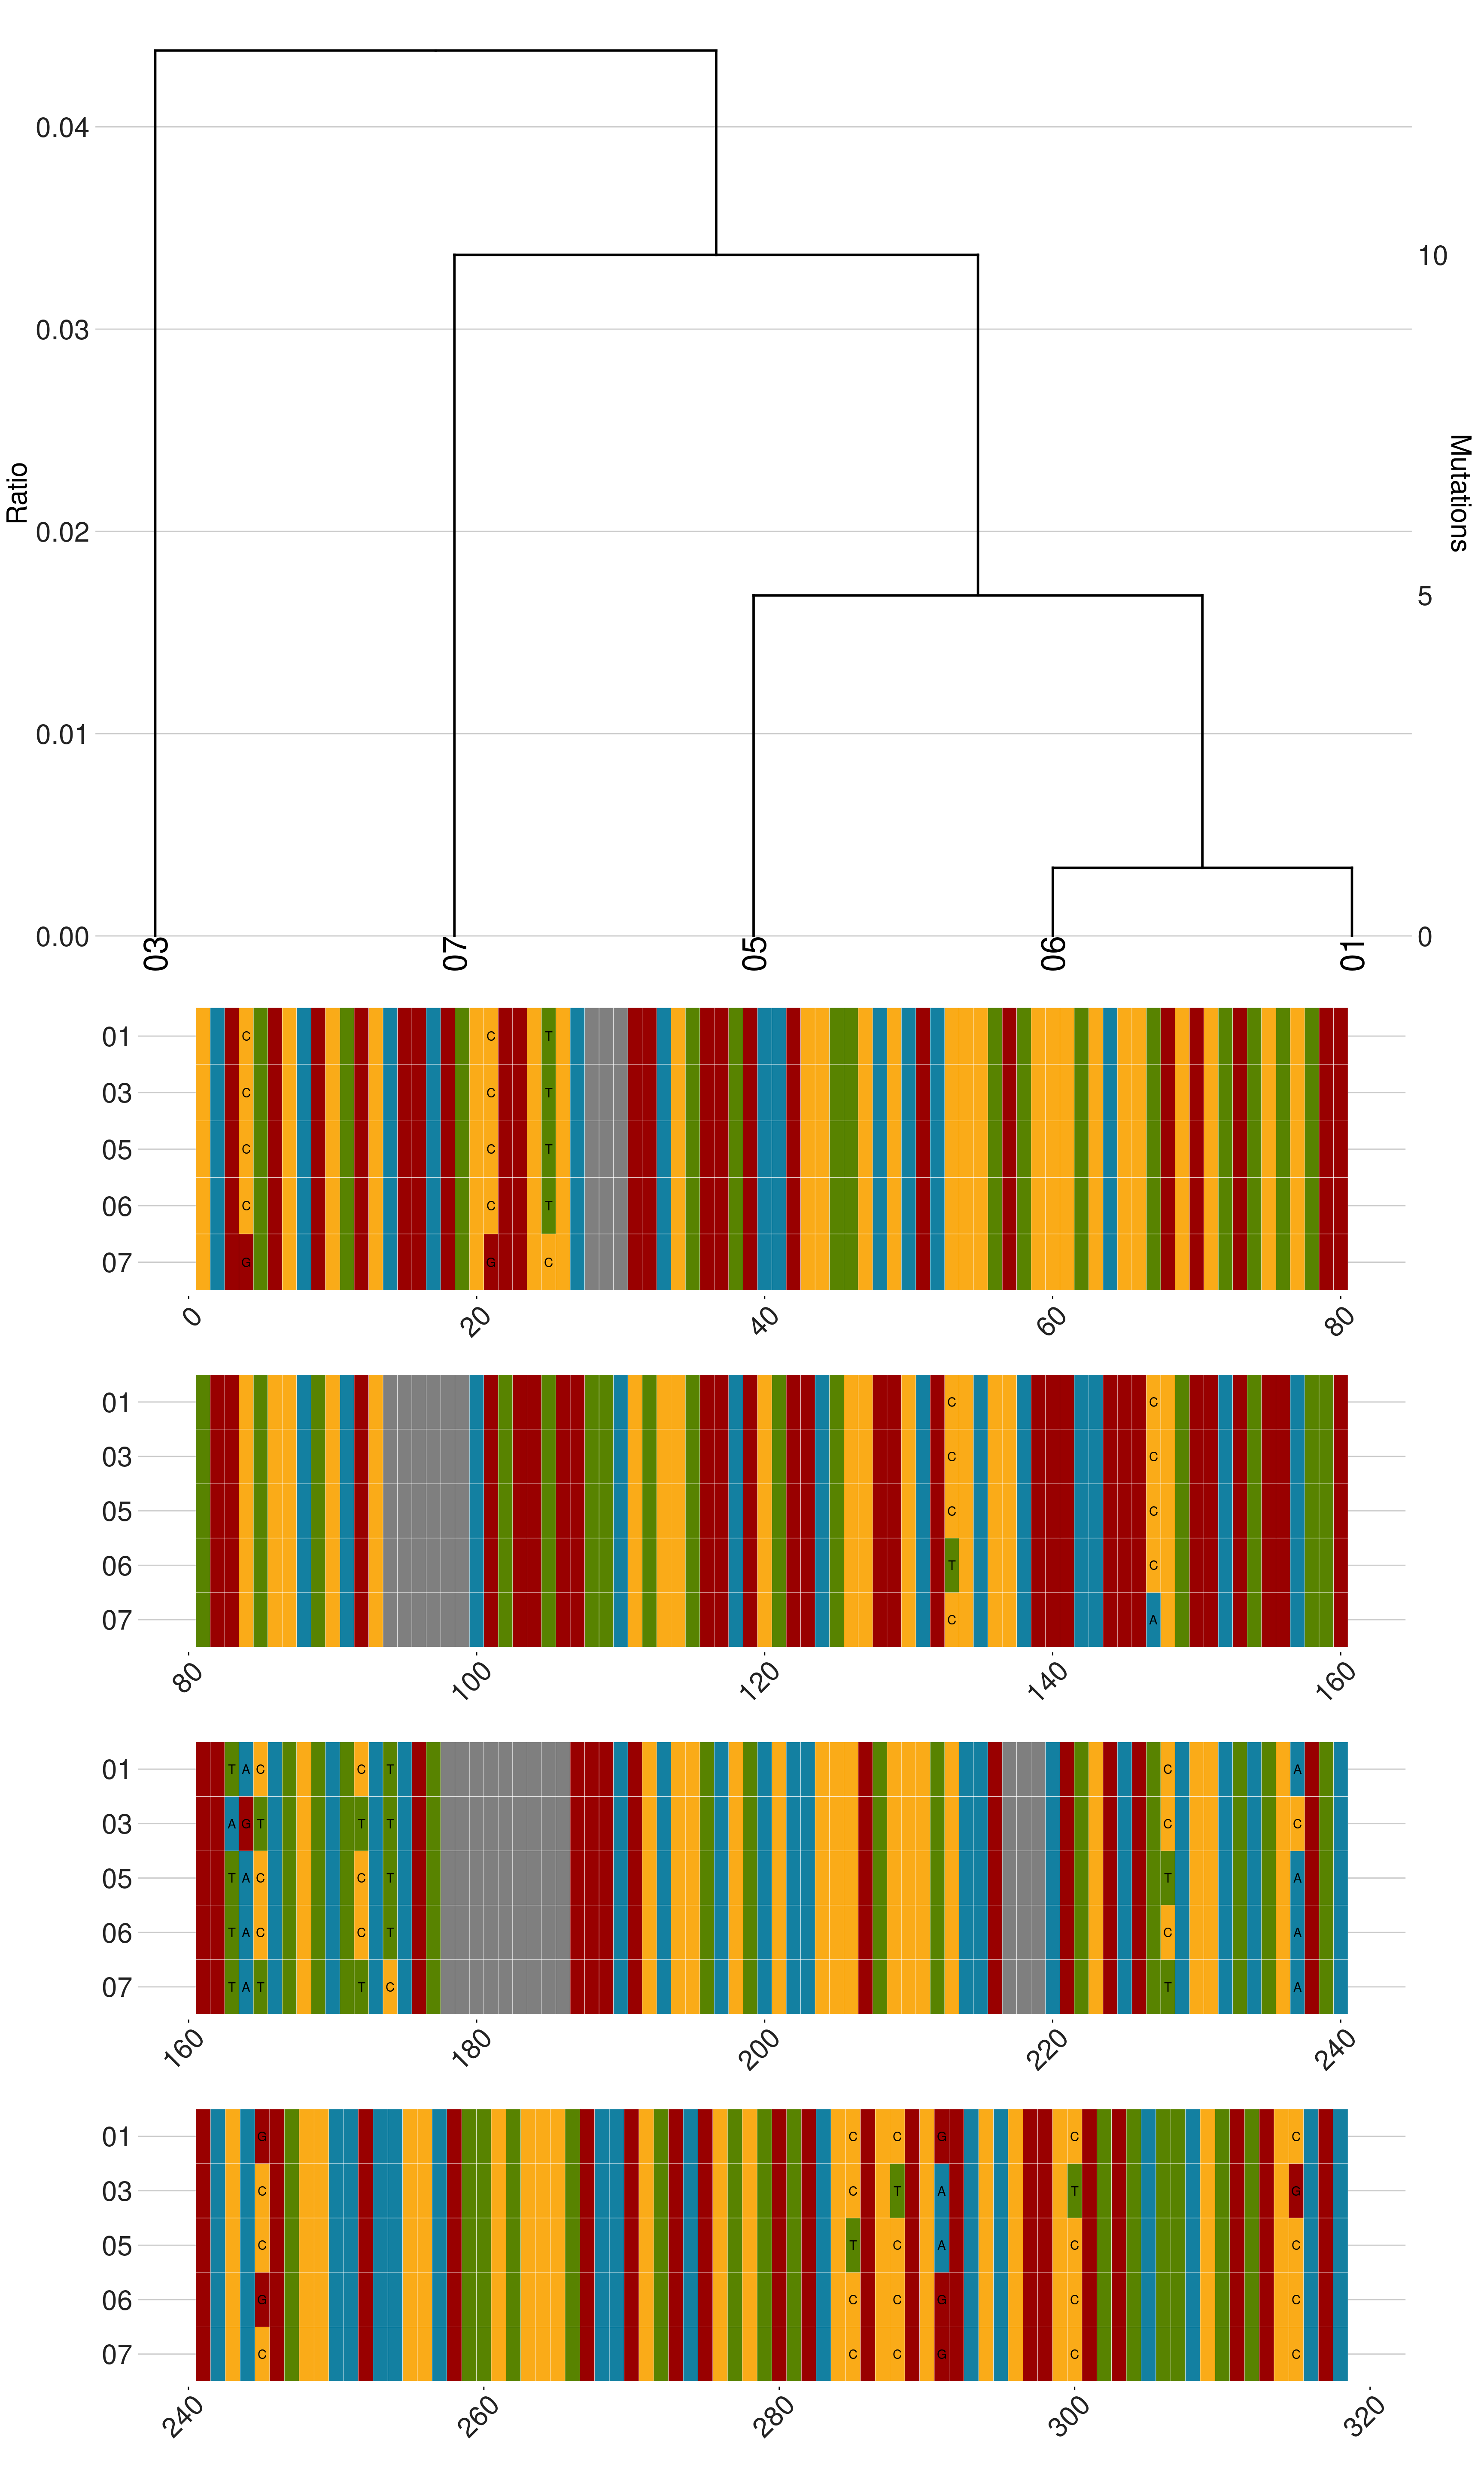 0.04
10
0.03
Ratio
Mutations
0.02
5
0.01
0.00
0
03 07 05 06 01
01 C C T
03 C C T
05 C C T
06 C C T
07 G G C
0 20 40 60 80
01 C C
03 C C
05 C C
06 T C
07 C A
80 100 120 140 160
01 T A C C T C A
03 A G T T T C C
05 T A C C T T A
06 T A C C T C A
07 T A T T C T A
160 180 200 220 240
01 G C C G C C
03 C C T A T G
05 C T C A C C
06 G C C G C C
07 C C C G C C
240 260 280 300 320